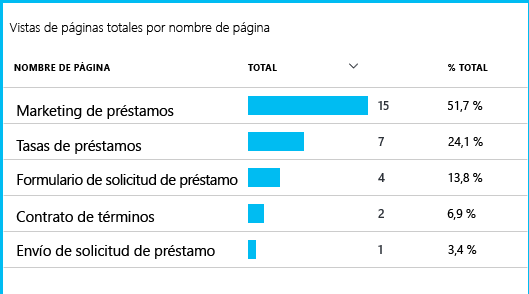 Vistas de páginas totales por nombre de página
NOMBRE DE PÁGINA TOTAL % TOTAL
Marketing de préstamos 15 51,7 %
Tasas de préstamos 7 24,1 %
Formulario de solicitud de préstamo 4 13,8 %
Contrato de términos 2 6,9 %
Envío de solicitud de préstamo 1 3,4 %